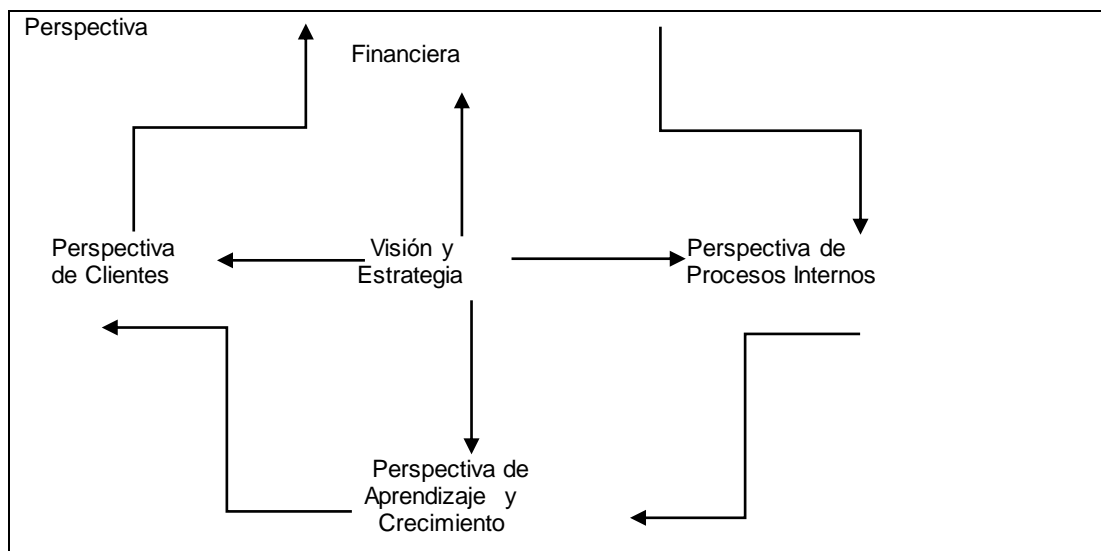 Perspectiva
Financiera
Perspectiva
de Clientes
Visión y
Estrategia
Perspectiva de
Procesos Internos
Perspectiva de
Aprendizaje y
Crecimiento